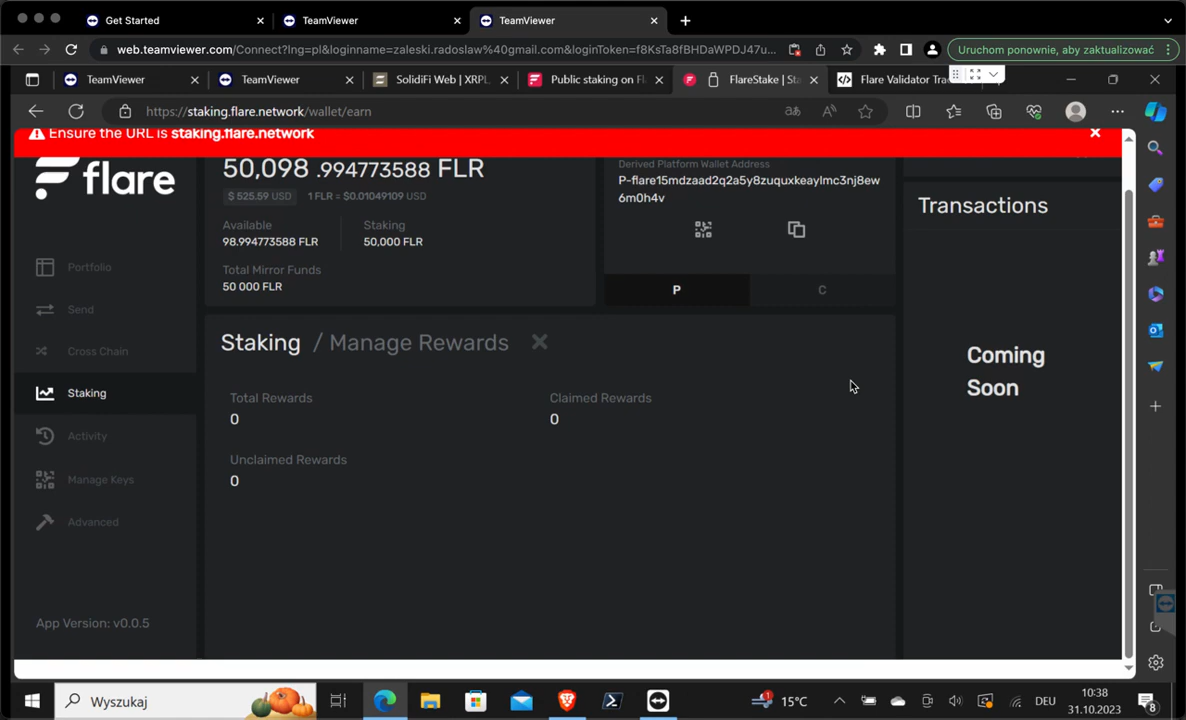 Get Started
TeamViewer
TeamViewer
web.teamviewer.com/Connect?lng=pl&loginname=zaleski.radoslaw%40gmail.com&loginToken=f8KsTa8fBHDaWPDJ47u...
Uruchom ponownie, aby zaktualizować
TeamViewer
TeamViewer
SolidiFi Web | XRPL
Public staking on Fl
FlareStake | Sta
Flare Validator Tra
https://staking.flare.network/wallet/earn
aあ
Ensure the URL is staking.flare.network
flare
50,098 .994773588 FLR
$ 525.59 USD
1 FLR = $0.01049109 USD
Available
98.994773588 FLR
Staking
50,000 FLR
Total Mirror Funds
50 000 FLR
Derived Platform Wallet Address
P-flare15mdzaad2q2a5y8zuquxkeaylmc3nj8ew
6m0h4v
P
C
Transactions
Coming
Soon
Portfolio
Send
Cross Chain
Staking
Activity
Manage Keys
Advanced
App Version: v0.0.5
Staking / Manage Rewards
Total Rewards
0
Claimed Rewards
0
Unclaimed Rewards
0
Wyszukaj
1
15°C
DEU
10:38
31.10.2023
8